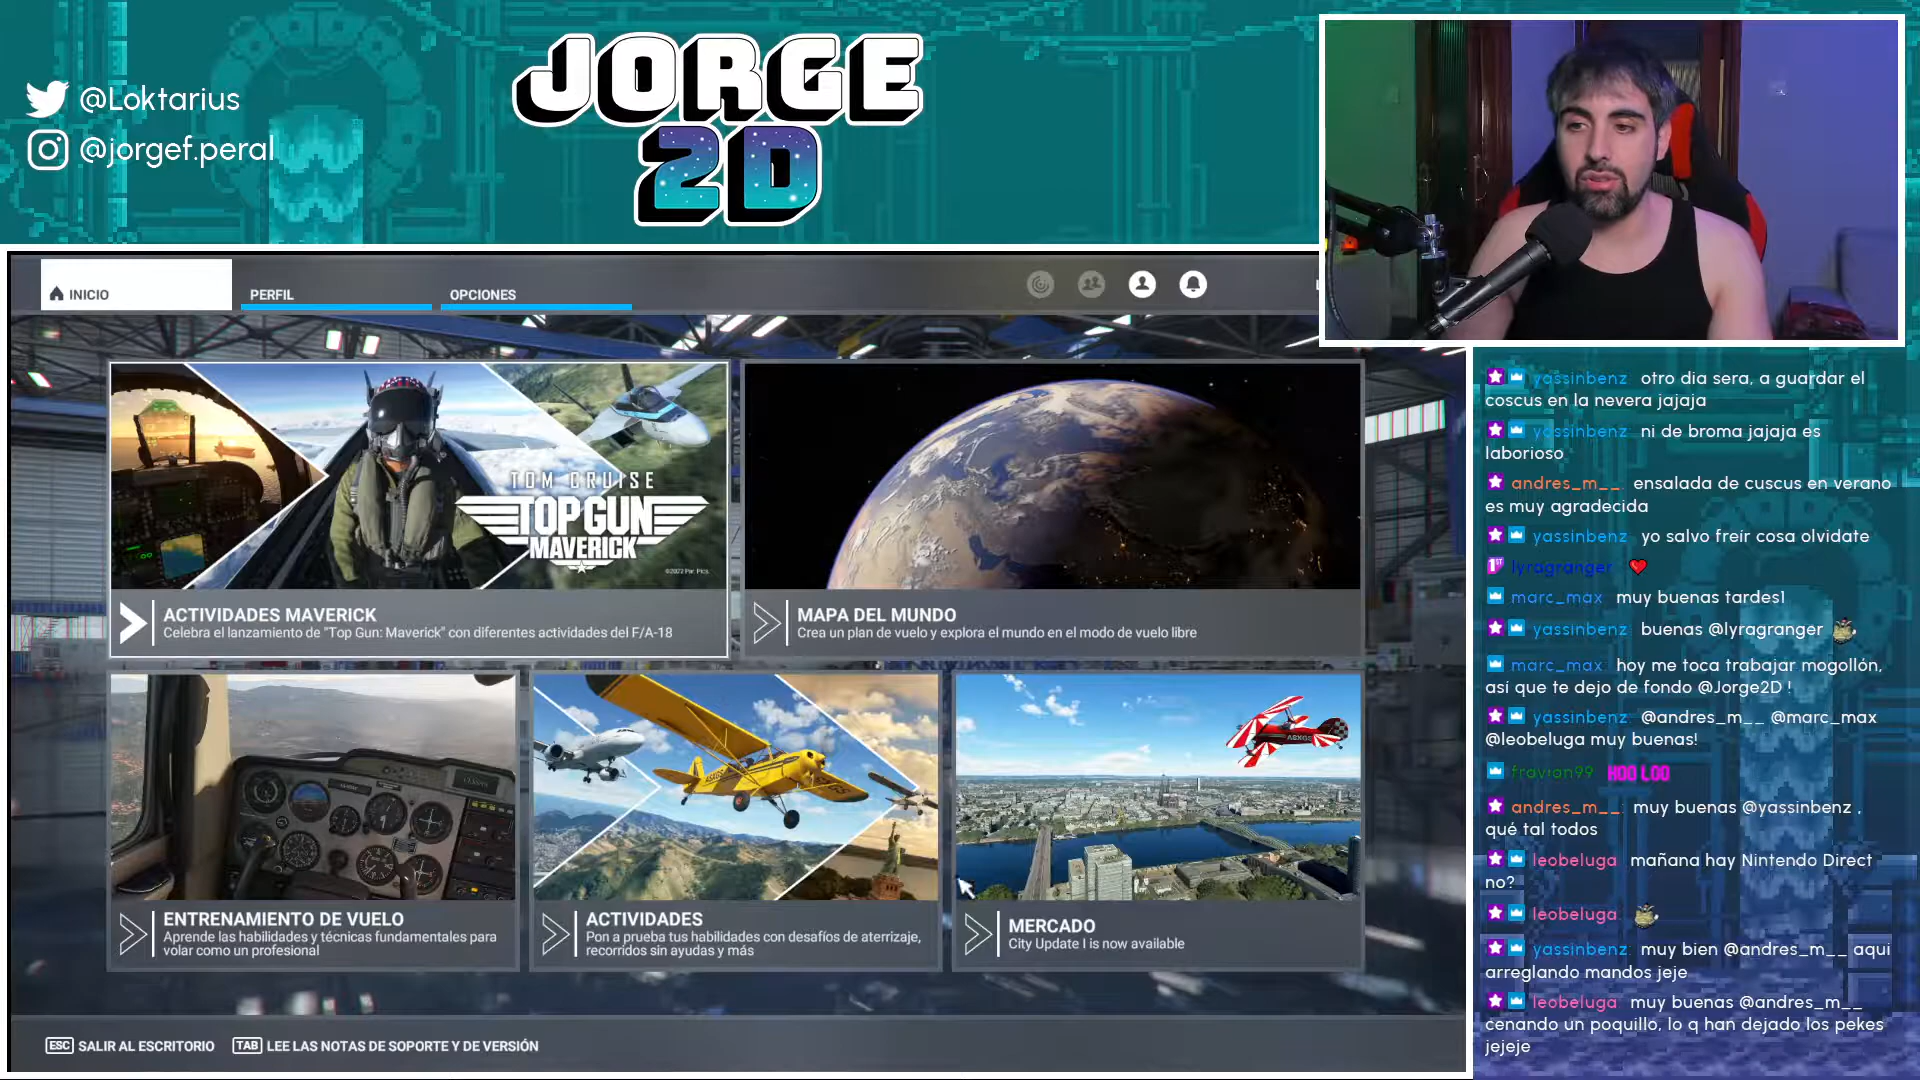 @Loktarius
@jorgef.peral
JORGE
2D
INICIO
PERFIL
OPCIONES
TOM CRUISE
TOP GUN
MAVERICK
©2022 Par. Pics.
ACTIVIDADES MAVERICK
Celebra el lanzamiento de "Top Gun: Maverick" con diferentes actividades del F/A-18
MAPA DEL MUNDO
Crea un plan de vuelo y explora el mundo en el modo de vuelo libre
ENTRENAMIENTO DE VUELO
Aprende las habilidades y técnicas fundamentales para
volar como un profesional
ACTIVIDADES
Pon a prueba tus habilidades con desafíos de aterrizaje,
recorridos sin ayudas y más
MERCADO
City Update I is now available
ESC SALIR AL ESCRITORIO
TAB LEE LAS NOTAS DE SOPORTE Y DE VERSIÓN
yassinbenz otro dia sera, a guardar el
coscus en la nevera jajaja
yassinbenz ni de broma jajaja es
laborioso
andres_m__ ensalada de cuscus en verano
es muy agradecida
yassinbenz yo salvo freír cosa olvidate
lyragranger
marc_max muy buenas tardes1
yassinbenz buenas @lyragranger
marc_max hoy me toca trabajar mogollón,
asi que te dejo de fondo @Jorge2D !
yassinbenz @andres_m__ @marc_max
@leobeluga muy buenas!
fravian99 KOO LOO
andres_m__ muy buenas @yassinbenz ,
qué tal todos
leobeluga mañana hay Nintendo Direct
no?
leobeluga
yassinbenz muy bien @andres_m__ aqui
arreglando mandos jeje
leobeluga muy buenas @andres_m__
cenando un poquillo, lo q han dejado los pekes
jejeje